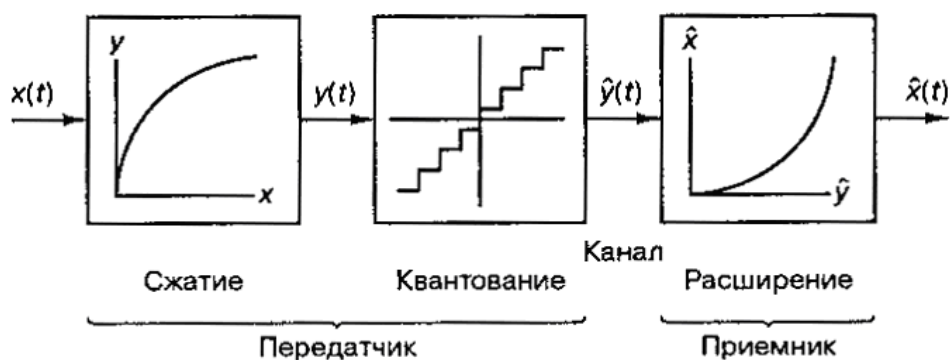 y
x̂
x(t)
y(t)
ŷ(t)
x̂(t)
x
ŷ
Канал
Сжатие
Квантование
Расширение
Передатчик
Приемник